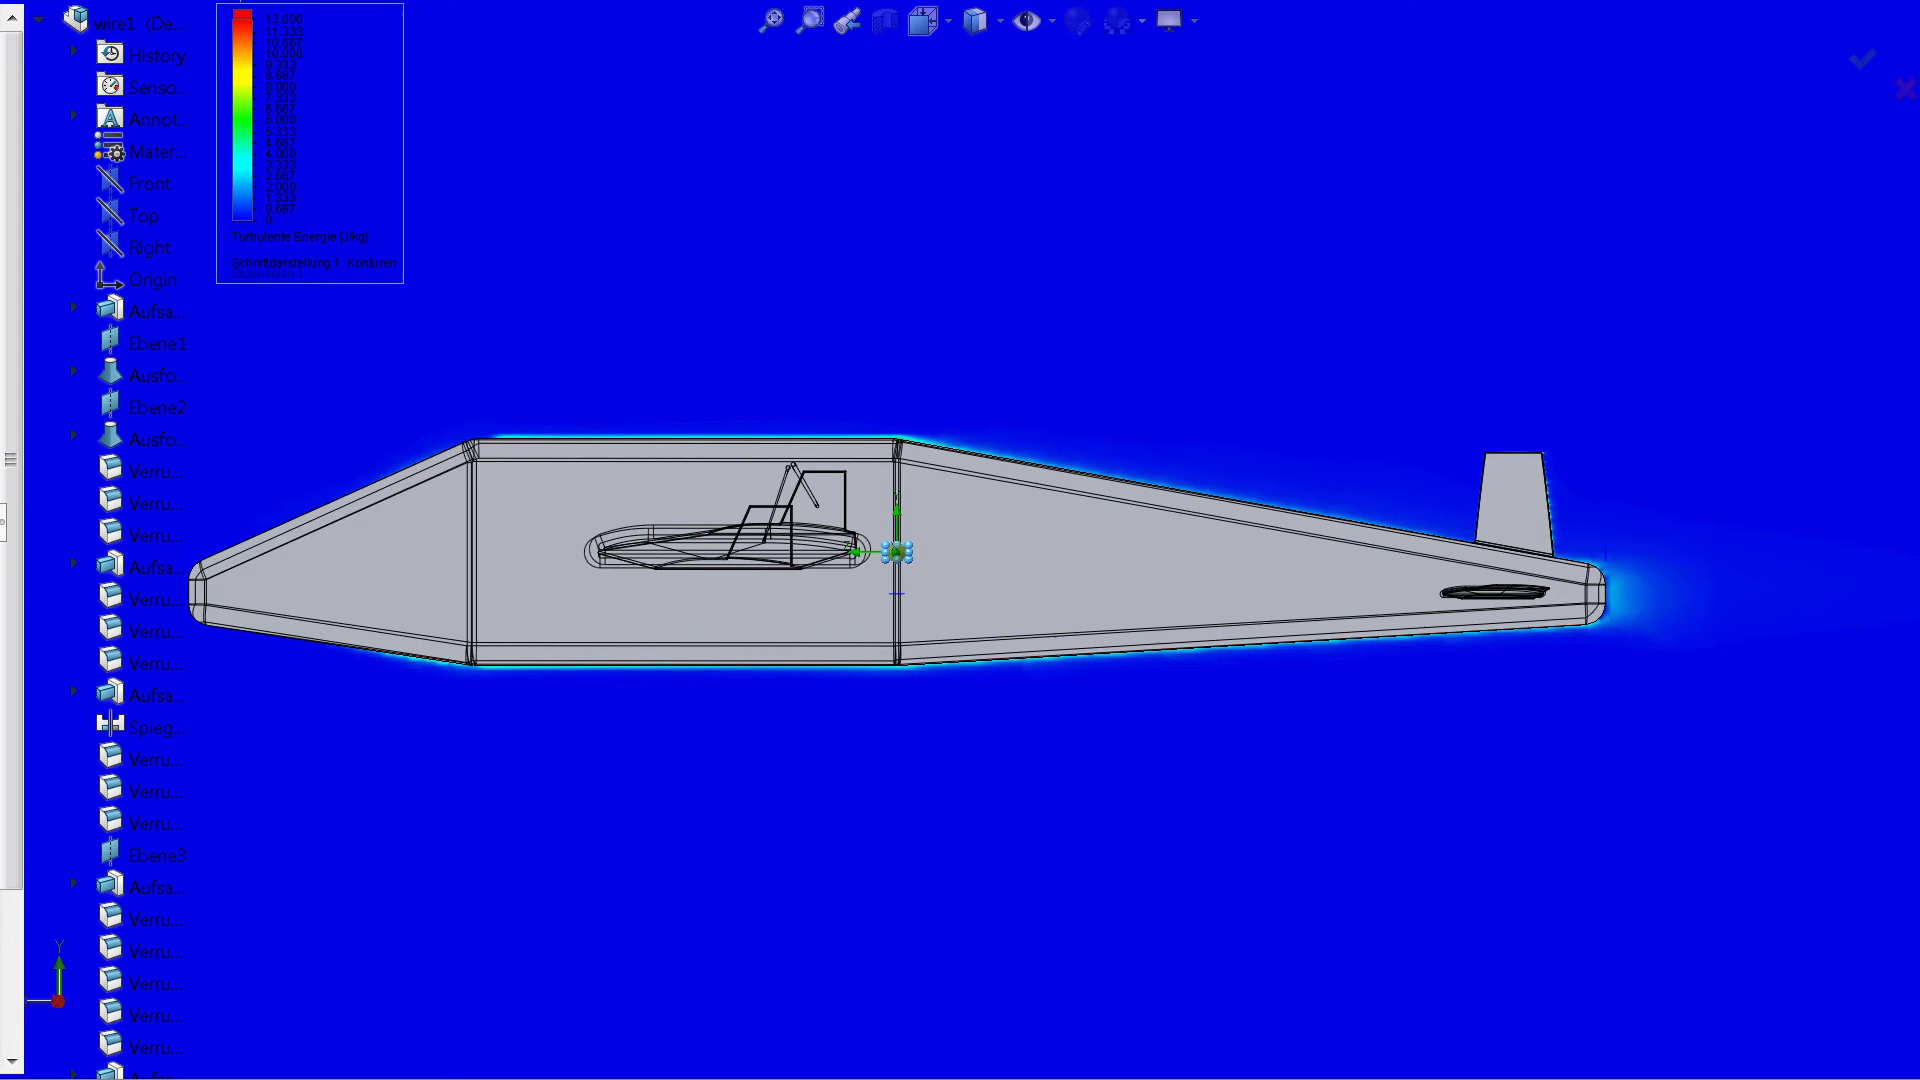 wire1 (De...
History
Senso...
Annot...
Mater...
Front
Top
Right
Origin
Aufsa...
Ebene1
Ausfo...
Ebene2
Ausfo...
Verru...
Verru...
Verru...
Aufsa...
Verru...
Verru...
Verru...
Aufsa...
Spieg...
Verru...
Verru...
Verru...
Ebene3
Aufsa...
Verru...
Verru...
Verru...
Verru...
Verru...
12.000
11.333
10.667
10.000
9.333
8.667
8.000
7.333
6.667
6.000
5.333
4.667
4.000
3.333
2.667
2.000
1.333
0.667
0
Turbulente Energie [J/kg]
Schnittdarstellung 1: Konturen
Y